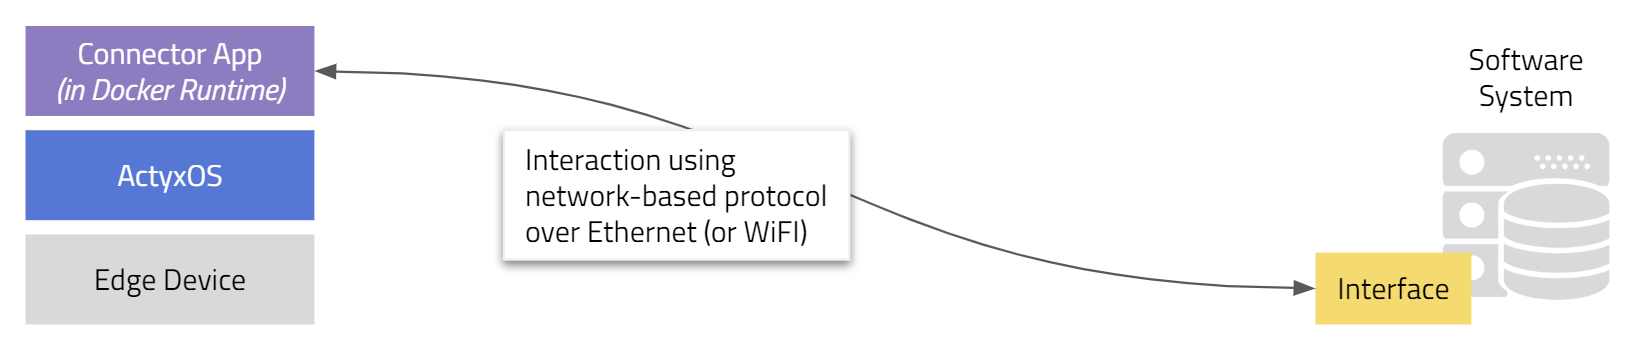 Connector App
(in Docker Runtime)
ActyxOS
Edge Device
Interaction using
network-based protocol
over Ethernet (or WiFI)
Software
System
Interface